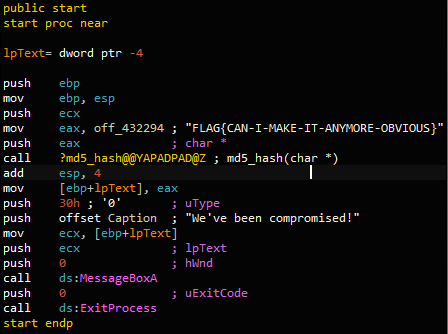 public start
start proc near
lpText= dword ptr -4
push ebp
mov ebp, esp
push ecx
mov eax, off_432294 ; "FLAG{CAN-I-MAKE-IT-ANYMORE-OBVIOUS}"
push eax ; char *
call ?md5_hash@@YAPADPAD@Z ; md5_hash(char *)
add esp, 4
mov [ebp+lpText], eax
push 30h ; '0' ; uType
push offset Caption ; "We've been compromised!"
mov ecx, [ebp+lpText]
push ecx ; lpText
push 0 ; hWnd
call ds:MessageBoxA
push 0 ; uExitCode
call ds:ExitProcess
start endp